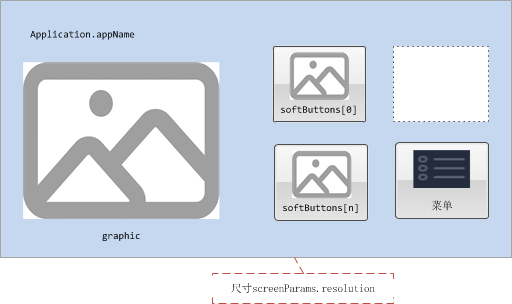 Application.appName
softButtons[0]
softButtons[n]
菜单
graphic
尺寸screenParams.resolution